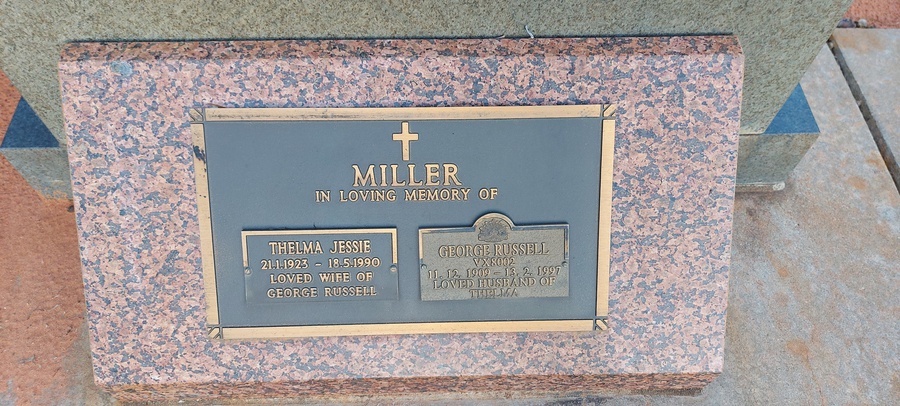 MILLER
IN LOVING MEMORY OF
THELMA JESSIE
21.1.1923 - 18.5.1990
LOVED WIFE OF
GEORGE RUSSELL
GEORGE RUSSELL
VX8002
11. 12. 1909 - 13. 2. 1997
LOVED HUSBAND OF
THELMA